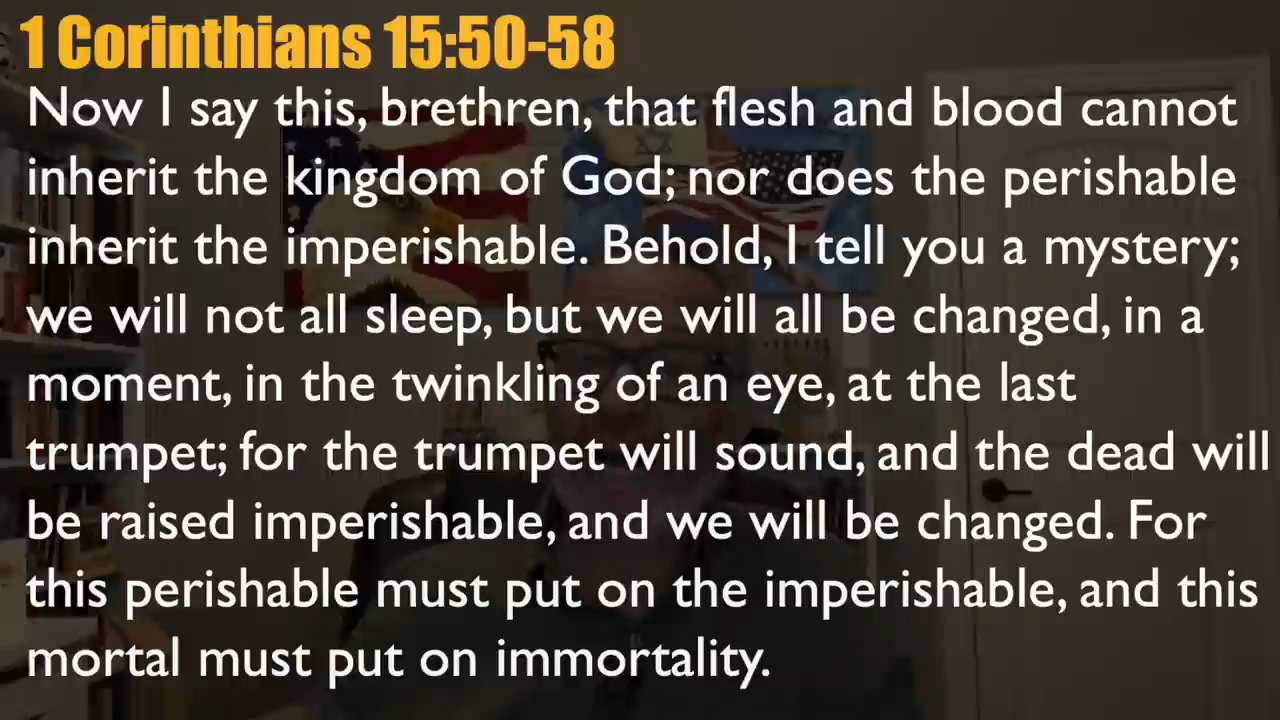 1 Corinthians 15:50-58
Now I say this, brethren, that flesh and blood cannot
inherit the kingdom of God; nor does the perishable
inherit the imperishable. Behold, I tell you a mystery;
we will not all sleep, but we will all be changed, in a
moment, in the twinkling of an eye, at the last
trumpet; for the trumpet will sound, and the dead will
be raised imperishable, and we will be changed. For
this perishable must put on the imperishable, and this
mortal must put on immortality.